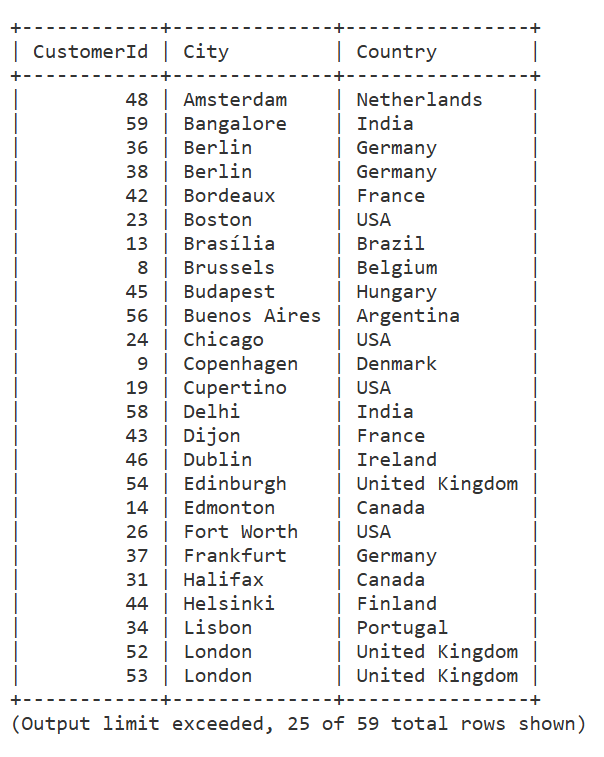 +------------+--------------+----------------+
| CustomerId | City         | Country        |
+------------+--------------+----------------+
|         48 | Amsterdam    | Netherlands    |
|         59 | Bangalore    | India          |
|         36 | Berlin       | Germany        |
|         38 | Berlin       | Germany        |
|         42 | Bordeaux     | France         |
|         23 | Boston       | USA            |
|         13 | Brasília     | Brazil         |
|          8 | Brussels     | Belgium        |
|         45 | Budapest     | Hungary        |
|         56 | Buenos Aires | Argentina      |
|         24 | Chicago      | USA            |
|          9 | Copenhagen   | Denmark        |
|         19 | Cupertino    | USA            |
|         58 | Delhi        | India          |
|         43 | Dijon        | France         |
|         46 | Dublin       | Ireland        |
|         54 | Edinburgh    | United Kingdom |
|         14 | Edmonton     | Canada         |
|         26 | Fort Worth   | USA            |
|         37 | Frankfurt    | Germany        |
|         31 | Halifax      | Canada         |
|         44 | Helsinki     | Finland        |
|         34 | Lisbon       | Portugal       |
|         52 | London       | United Kingdom |
|         53 | London       | United Kingdom |
+------------+--------------+----------------+
(Output limit exceeded, 25 of 59 total rows shown)